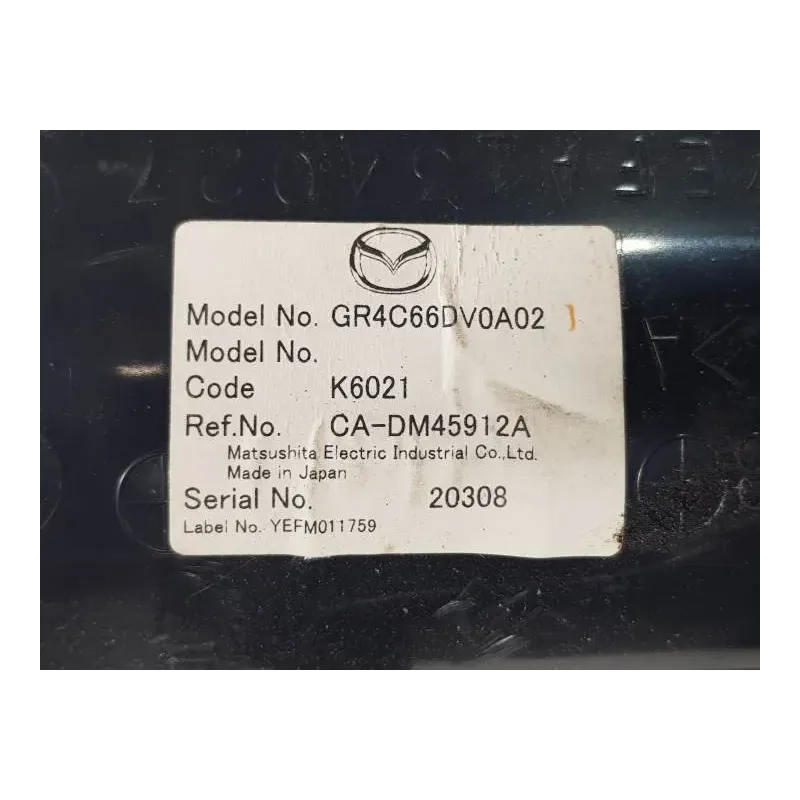 Model No. GR4C66DV0A02
Model No.
Code K6021
Ref.No. CA-DM45912A
Matsushita Electric Industrial Co.,Ltd.
Made in Japan
Serial No. 20308
Label No. YEFM011759